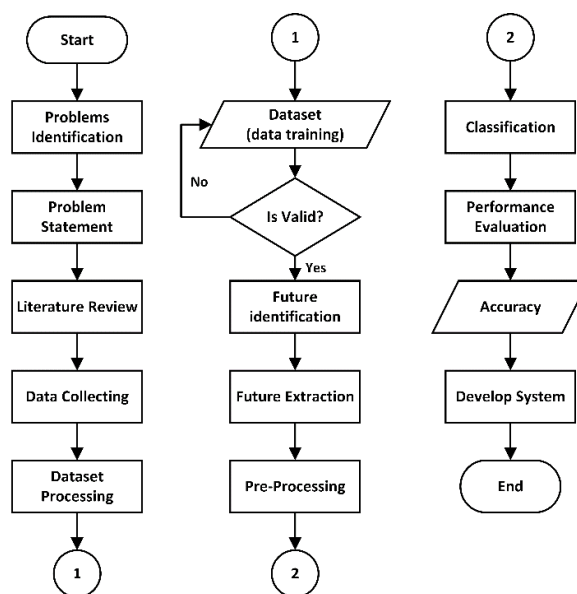 Start
Problems
Identification
Problem
Statement
Literature Review
Data Collecting
Dataset
Processing
1
1
Dataset
(data training)
No
Is Valid?
Yes
Future
identification
Future Extraction
Pre-Processing
2
2
Classification
Performance
Evaluation
Accuracy
Develop System
End